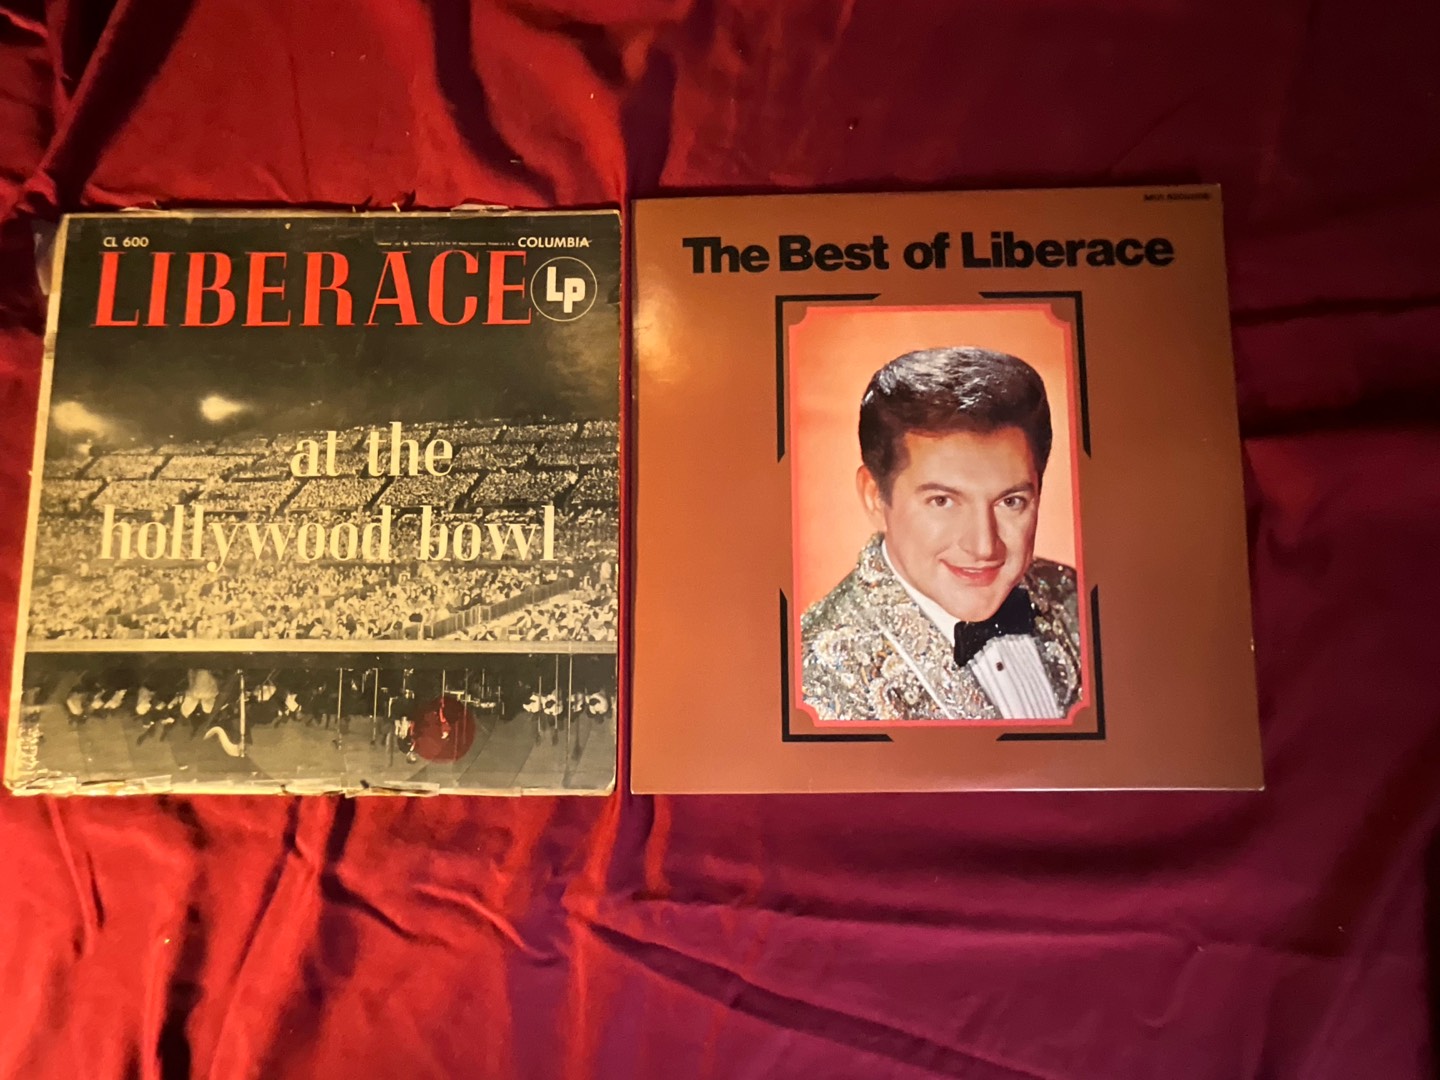 CL 600
COLUMBIA
LIBERACE
Lp
at the
hollywood bowl
The Best of Liberace